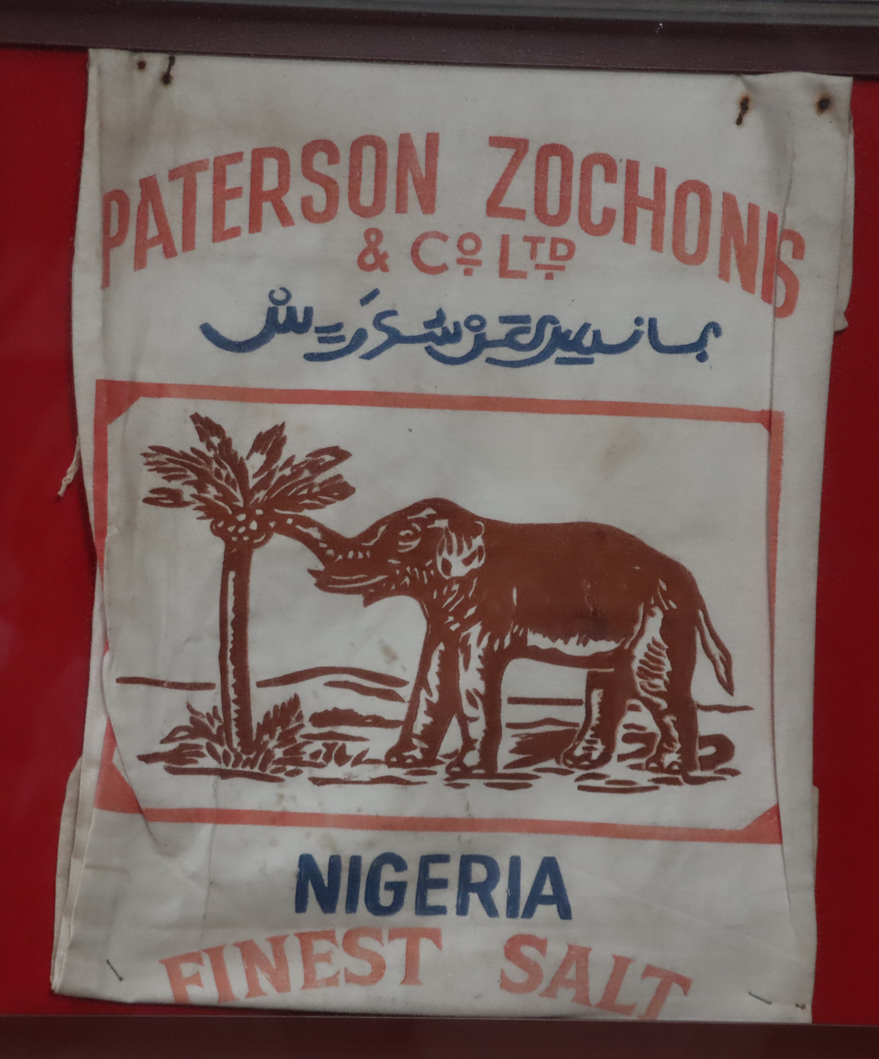 PATERSON ZOCHONIS
& Cº LTD
NIGERIA
FINEST SALT